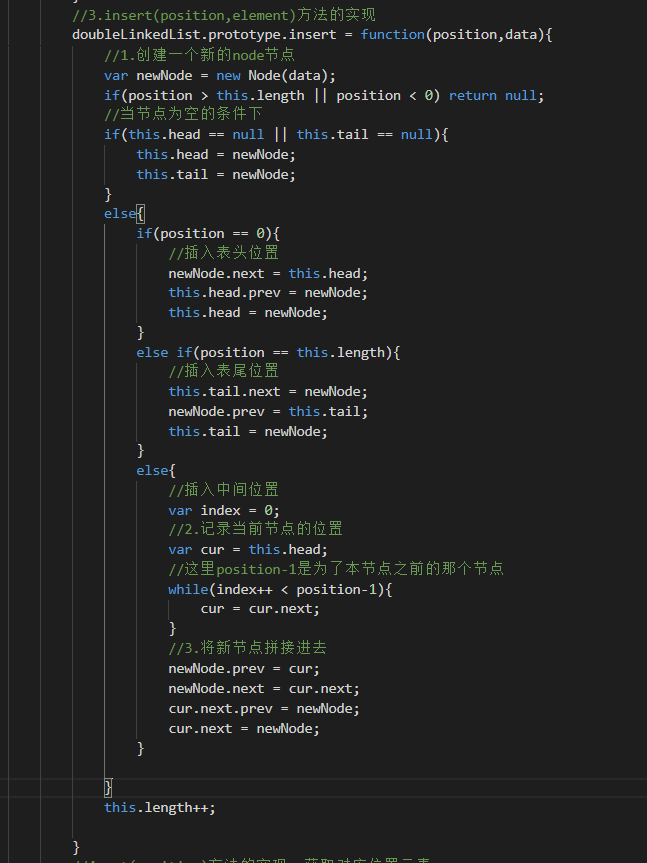 //3.insert(position,element)方法的实现
doubleLinkedList.prototype.insert = function(position,data){
//1.创建一个新的node节点
var newNode = new Node(data);
if(position > this.length || position < 0) return null;
//当节点为空的条件下
if(this.head == null || this.tail == null){
this.head = newNode;
this.tail = newNode;
}
else{
if(position == 0){
//插入表头位置
newNode.next = this.head;
this.head.prev = newNode;
this.head = newNode;
}
else if(position == this.length){
//插入表尾位置
this.tail.next = newNode;
newNode.prev = this.tail;
this.tail = newNode;
}
else{
//插入中间位置
var index = 0;
//2.记录当前节点的位置
var cur = this.head;
//这里position-1是为了本节点之前的那个节点
while(index++ < position-1){
cur = cur.next;
}
//3.将新节点拼接进去
newNode.prev = cur;
newNode.next = cur.next;
cur.next.prev = newNode;
cur.next = newNode;
}
}
this.length++;
}